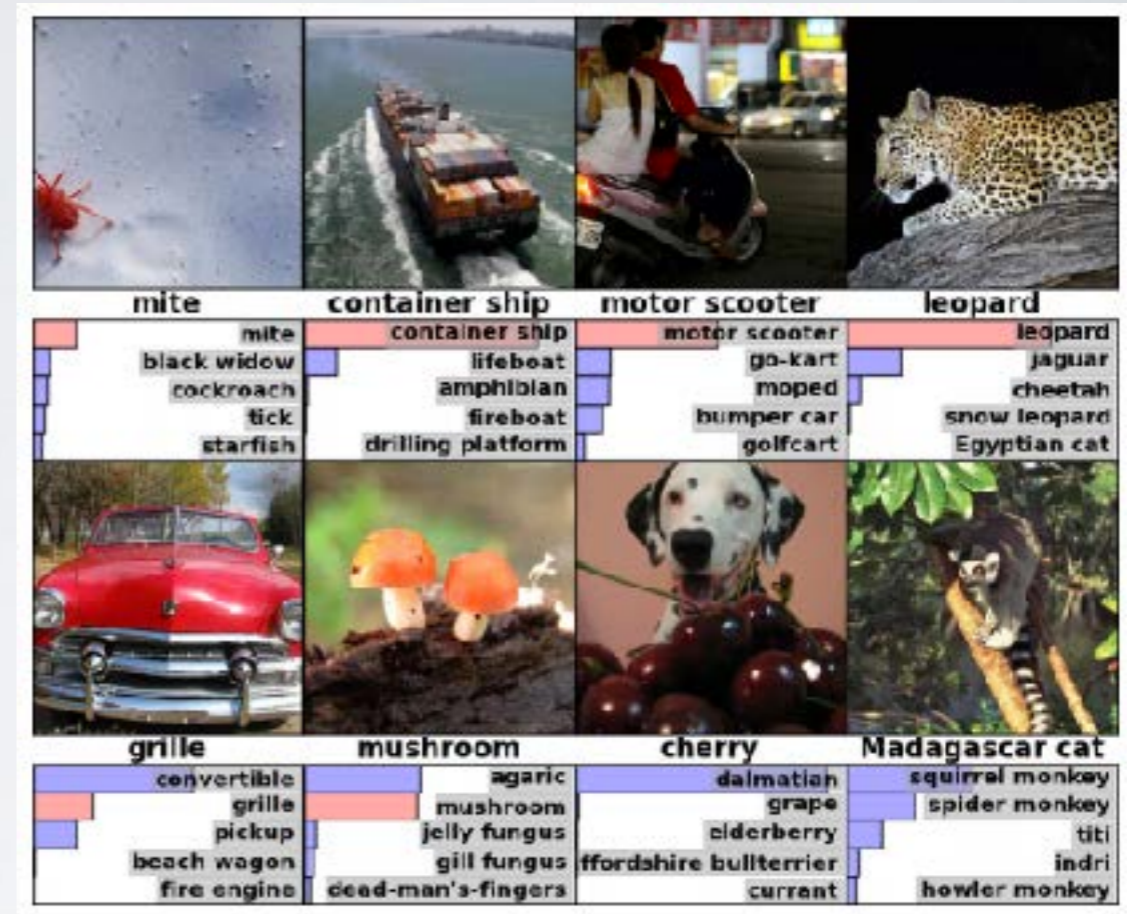 mite
container ship
motor scooter
leopard
mite
black widow
cockroach
tick
starfish
container ship
lifeboat
amphibian
fireboat
drilling platform
motor scooter
go-kart
moped
bumper car
golfcart
leopard
jaguar
cheetah
snow leopard
Egyptian cat
grille
mushroom
cherry
Madagascar cat
convertible
grille
pickup
beach wagon
fire engine
agaric
mushroom
jelly fungus
gill fungus
dead-man's-fingers
dalmatian
grape
elderberry
ffordshire bullterrier
currant
squirrel monkey
spider monkey
titi
indri
howler monkey